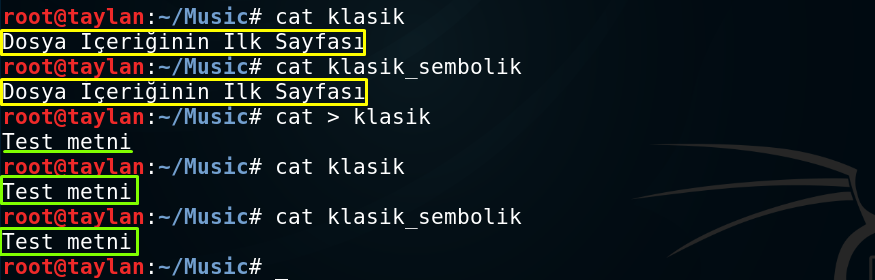 root@taylan:~/Music# cat klasik
Dosya Içeriğinin Ilk Sayfası
root@taylan:~/Music# cat klasik_sembolik
Dosya Içeriğinin Ilk Sayfası
root@taylan:~/Music# cat > klasik
Test metni
root@taylan:~/Music# cat klasik
Test metni
root@taylan:~/Music# cat klasik_sembolik
Test metni
root@taylan:~/Music# _